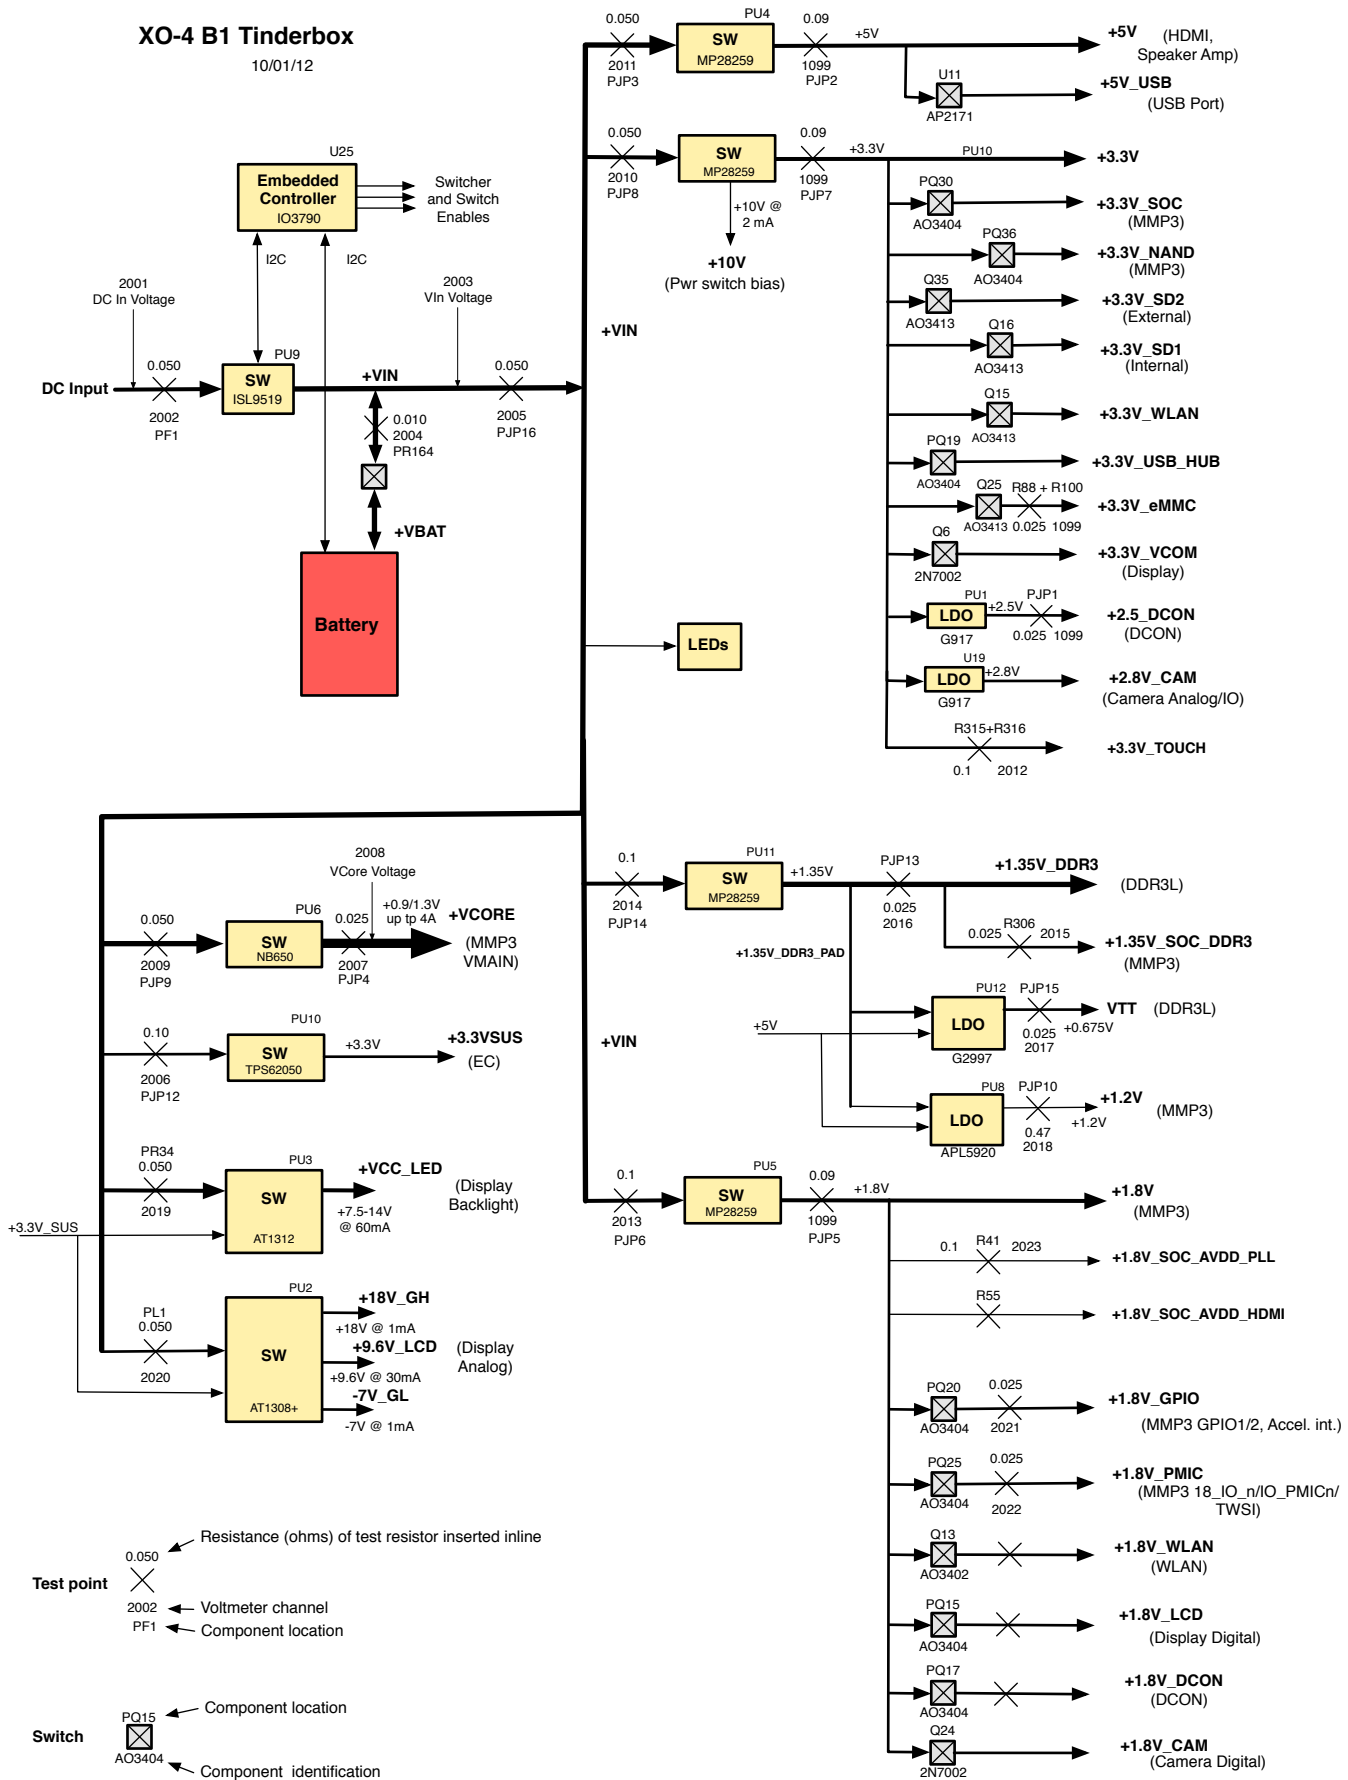 XO-4 B1 Tinderbox
10/01/12
U25
Embedded
Controller
IO3790
Switcher
and Switch
Enables
I2C
I2C
2001
DC In Voltage
2003
VIn Voltage
DC Input
0.050
2002
PF1
PU9
SW
ISL9519
+VIN
0.010
2004
PR164
+VBAT
Battery
0.050
2005
PJP16
+VIN
0.050
2011
PJP3
PU4
SW
MP28259
0.09
1099
PJP2
+5V
+5V
(HDMI,
Speaker Amp)
U11
AP2171
+5V_USB
(USB Port)
0.050
2010
PJP8
SW
MP28259
0.09
1099
PJP7
+3.3V
PU10
+3.3V
+10V @
2 mA
+10V
(Pwr switch bias)
PQ30
AO3404
+3.3V_SOC
(MMP3)
PQ36
AO3404
+3.3V_NAND
(MMP3)
Q35
AO3413
+3.3V_SD2
(External)
Q16
AO3413
+3.3V_SD1
(Internal)
Q15
AO3413
+3.3V_WLAN
PQ19
AO3404
+3.3V_USB_HUB
Q25
AO3413
R88 + R100
0.025 1099
+3.3V_eMMC
Q6
2N7002
+3.3V_VCOM
(Display)
PU1
LDO
G917
+2.5V
PJP1
0.025 1099
+2.5_DCON
(DCON)
U19
LDO
G917
+2.8V
+2.8V_CAM
(Camera Analog/IO)
R315+R316
0.1 2012
+3.3V_TOUCH
LEDs
0.050
2009
PJP9
PU6
SW
NB650
2008
VCore Voltage
0.025
2007
PJP4
+0.9/1.3V
up tp 4A
+VCORE
(MMP3
VMAIN)
0.10
2006
PJP12
PU10
SW
TPS62050
+3.3V
+3.3VSUS
(EC)
PR34
0.050
2019
PU3
SW
AT1312
+VCC_LED
+7.5-14V
@ 60mA
(Display
Backlight)
+3.3V_SUS
PL1
0.050
2020
PU2
SW
AT1308+
+18V_GH
+18V @ 1mA
+9.6V_LCD
+9.6V @ 30mA
-7V_GL
-7V @ 1mA
(Display
Analog)
+VIN
0.1
2014
PJP14
PU11
SW
MP28259
+1.35V
PJP13
0.025
2016
+1.35V_DDR3
(DDR3L)
0.025
R306
2015
+1.35V_SOC_DDR3
(MMP3)
+1.35V_DDR3_PAD
+5V
PU12
LDO
G2997
PJP15
0.025
2017
VTT
(DDR3L)
+0.675V
PU8
LDO
APL5920
PJP10
0.47
2018
+1.2V
+1.2V
(MMP3)
0.1
2013
PJP6
PU5
SW
MP28259
0.09
1099
PJP5
+1.8V
+1.8V
(MMP3)
0.1
R41
2023
+1.8V_SOC_AVDD_PLL
R55
+1.8V_SOC_AVDD_HDMI
PQ20
AO3404
0.025
2021
+1.8V_GPIO
(MMP3 GPIO1/2, Accel. int.)
PQ25
AO3404
0.025
2022
+1.8V_PMIC
(MMP3 18_IO_n/IO_PMICn/
TWSI)
Q13
AO3402
+1.8V_WLAN
(WLAN)
PQ15
AO3404
+1.8V_LCD
(Display Digital)
PQ17
AO3404
+1.8V_DCON
(DCON)
Q24
2N7002
+1.8V_CAM
(Camera Digital)
Test point
0.050
2002
PF1
Resistance (ohms) of test resistor inserted inline
Voltmeter channel
Component location
Switch
PQ15
AO3404
Component location
Component identification